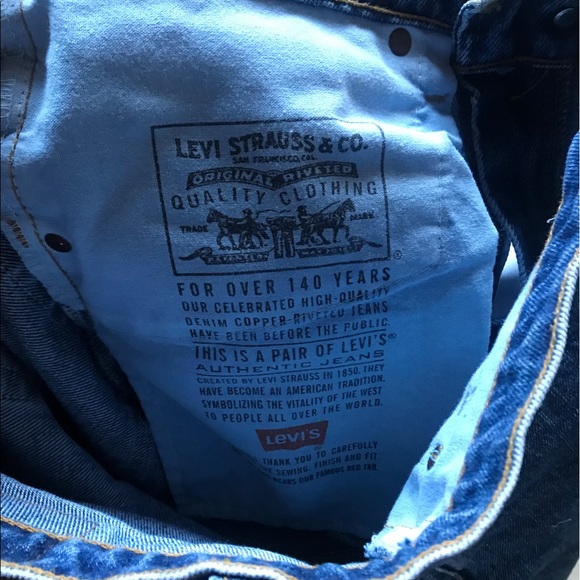 LEVI STRAUSS & CO.
SAN FRANCISCO, CAL.
ORIGINAL RIVETED
QUALITY CLOTHING
TRADE MARK
®
FOR OVER 140 YEARS
OUR CELEBRATED HIGH-QUALITY
DENIM COPPER-RIVETED JEANS
HAVE BEEN BEFORE THE PUBLIC
THIS IS A PAIR OF LEVI'S®
AUTHENTIC JEANS
CREATED BY LEVI STRAUSS IN 1850. THEY
HAVE BECOME AN AMERICAN TRADITION,
SYMBOLIZING THE VITALITY OF THE WEST
TO PEOPLE ALL OVER THE WORLD.
LEVI'S
THANK YOU TO CAREFULLY
THE SEWING, FINISH AND FIT
OUR FAMOUS RED TAB